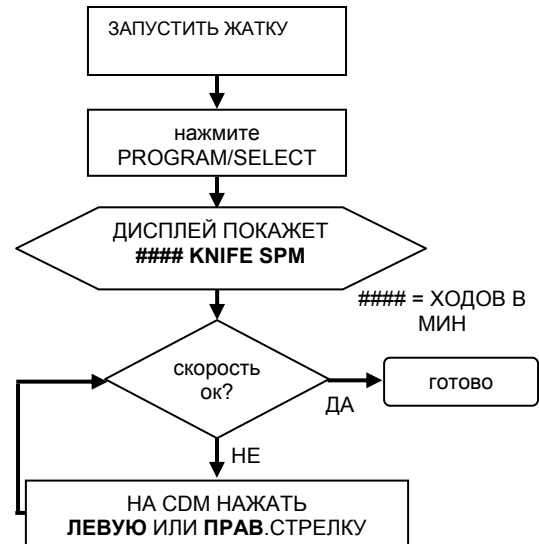 ЗАПУСТИТЬ ЖАТКУ
нажмите
PROGRAM/SELECT
ДИСПЛЕЙ ПОКАЖЕТ
#### KNIFE SPM
#### = ХОДОВ В
МИН
скорость
ок?
ДА
готово
НЕ
НА CDM НАЖАТЬ
ЛЕВУЮ ИЛИ ПРАВ.СТРЕЛКУ